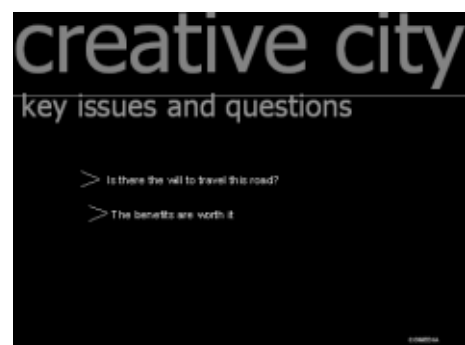 creative city
key issues and questions
Is there the will to travel this road?
The benefits are worth it
COMEDIA